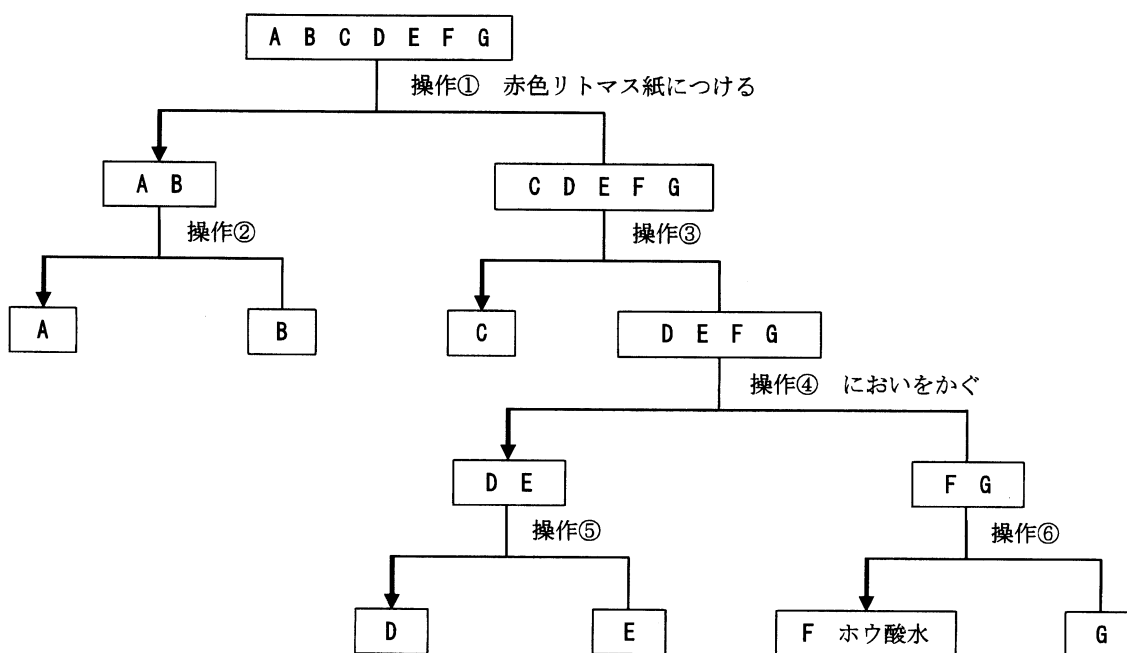 A B C D E F G
操作① 赤色リトマス紙につける
A B
C D E F G
操作②
操作③
A
B
C
D E F G
操作④ においをかぐ
D E
F G
操作⑤
操作⑥
D
E
F ホウ酸水
G